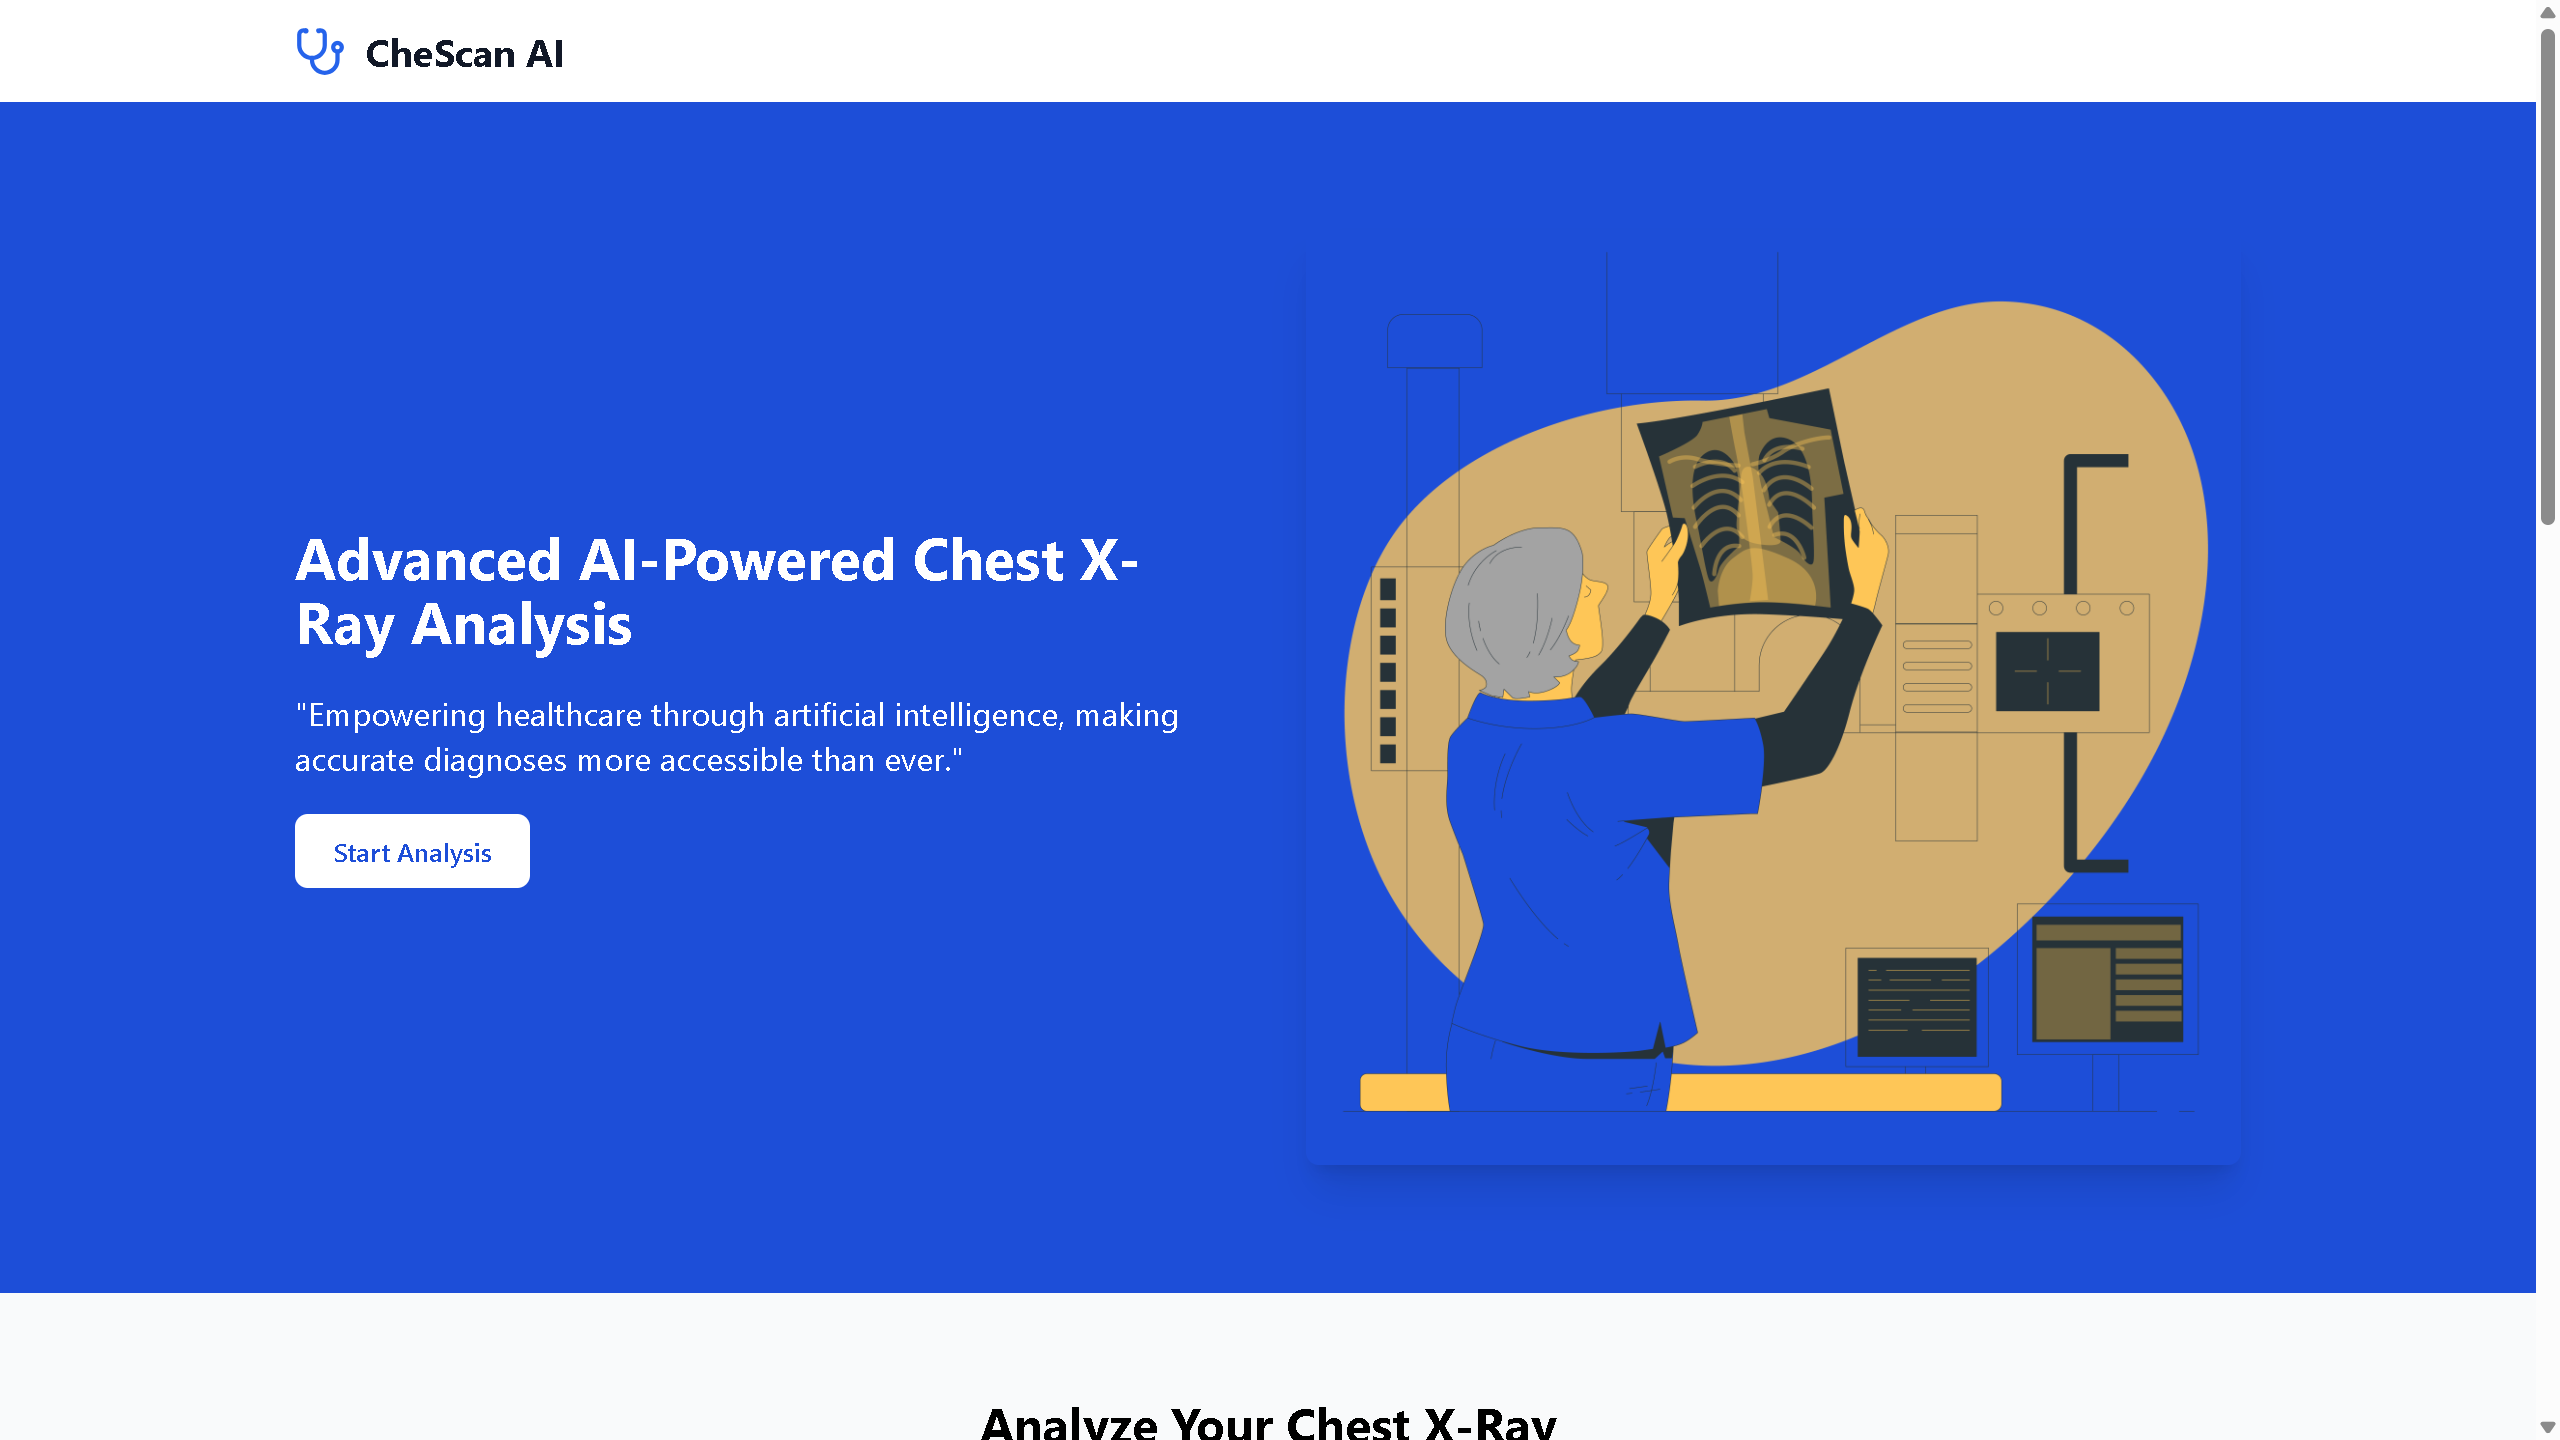 CheScan AI
Advanced AI-Powered Chest X-
Ray Analysis
"Empowering healthcare through artificial intelligence, making
accurate diagnoses more accessible than ever."
Start Analysis
Analyze Your Chest X-Ray